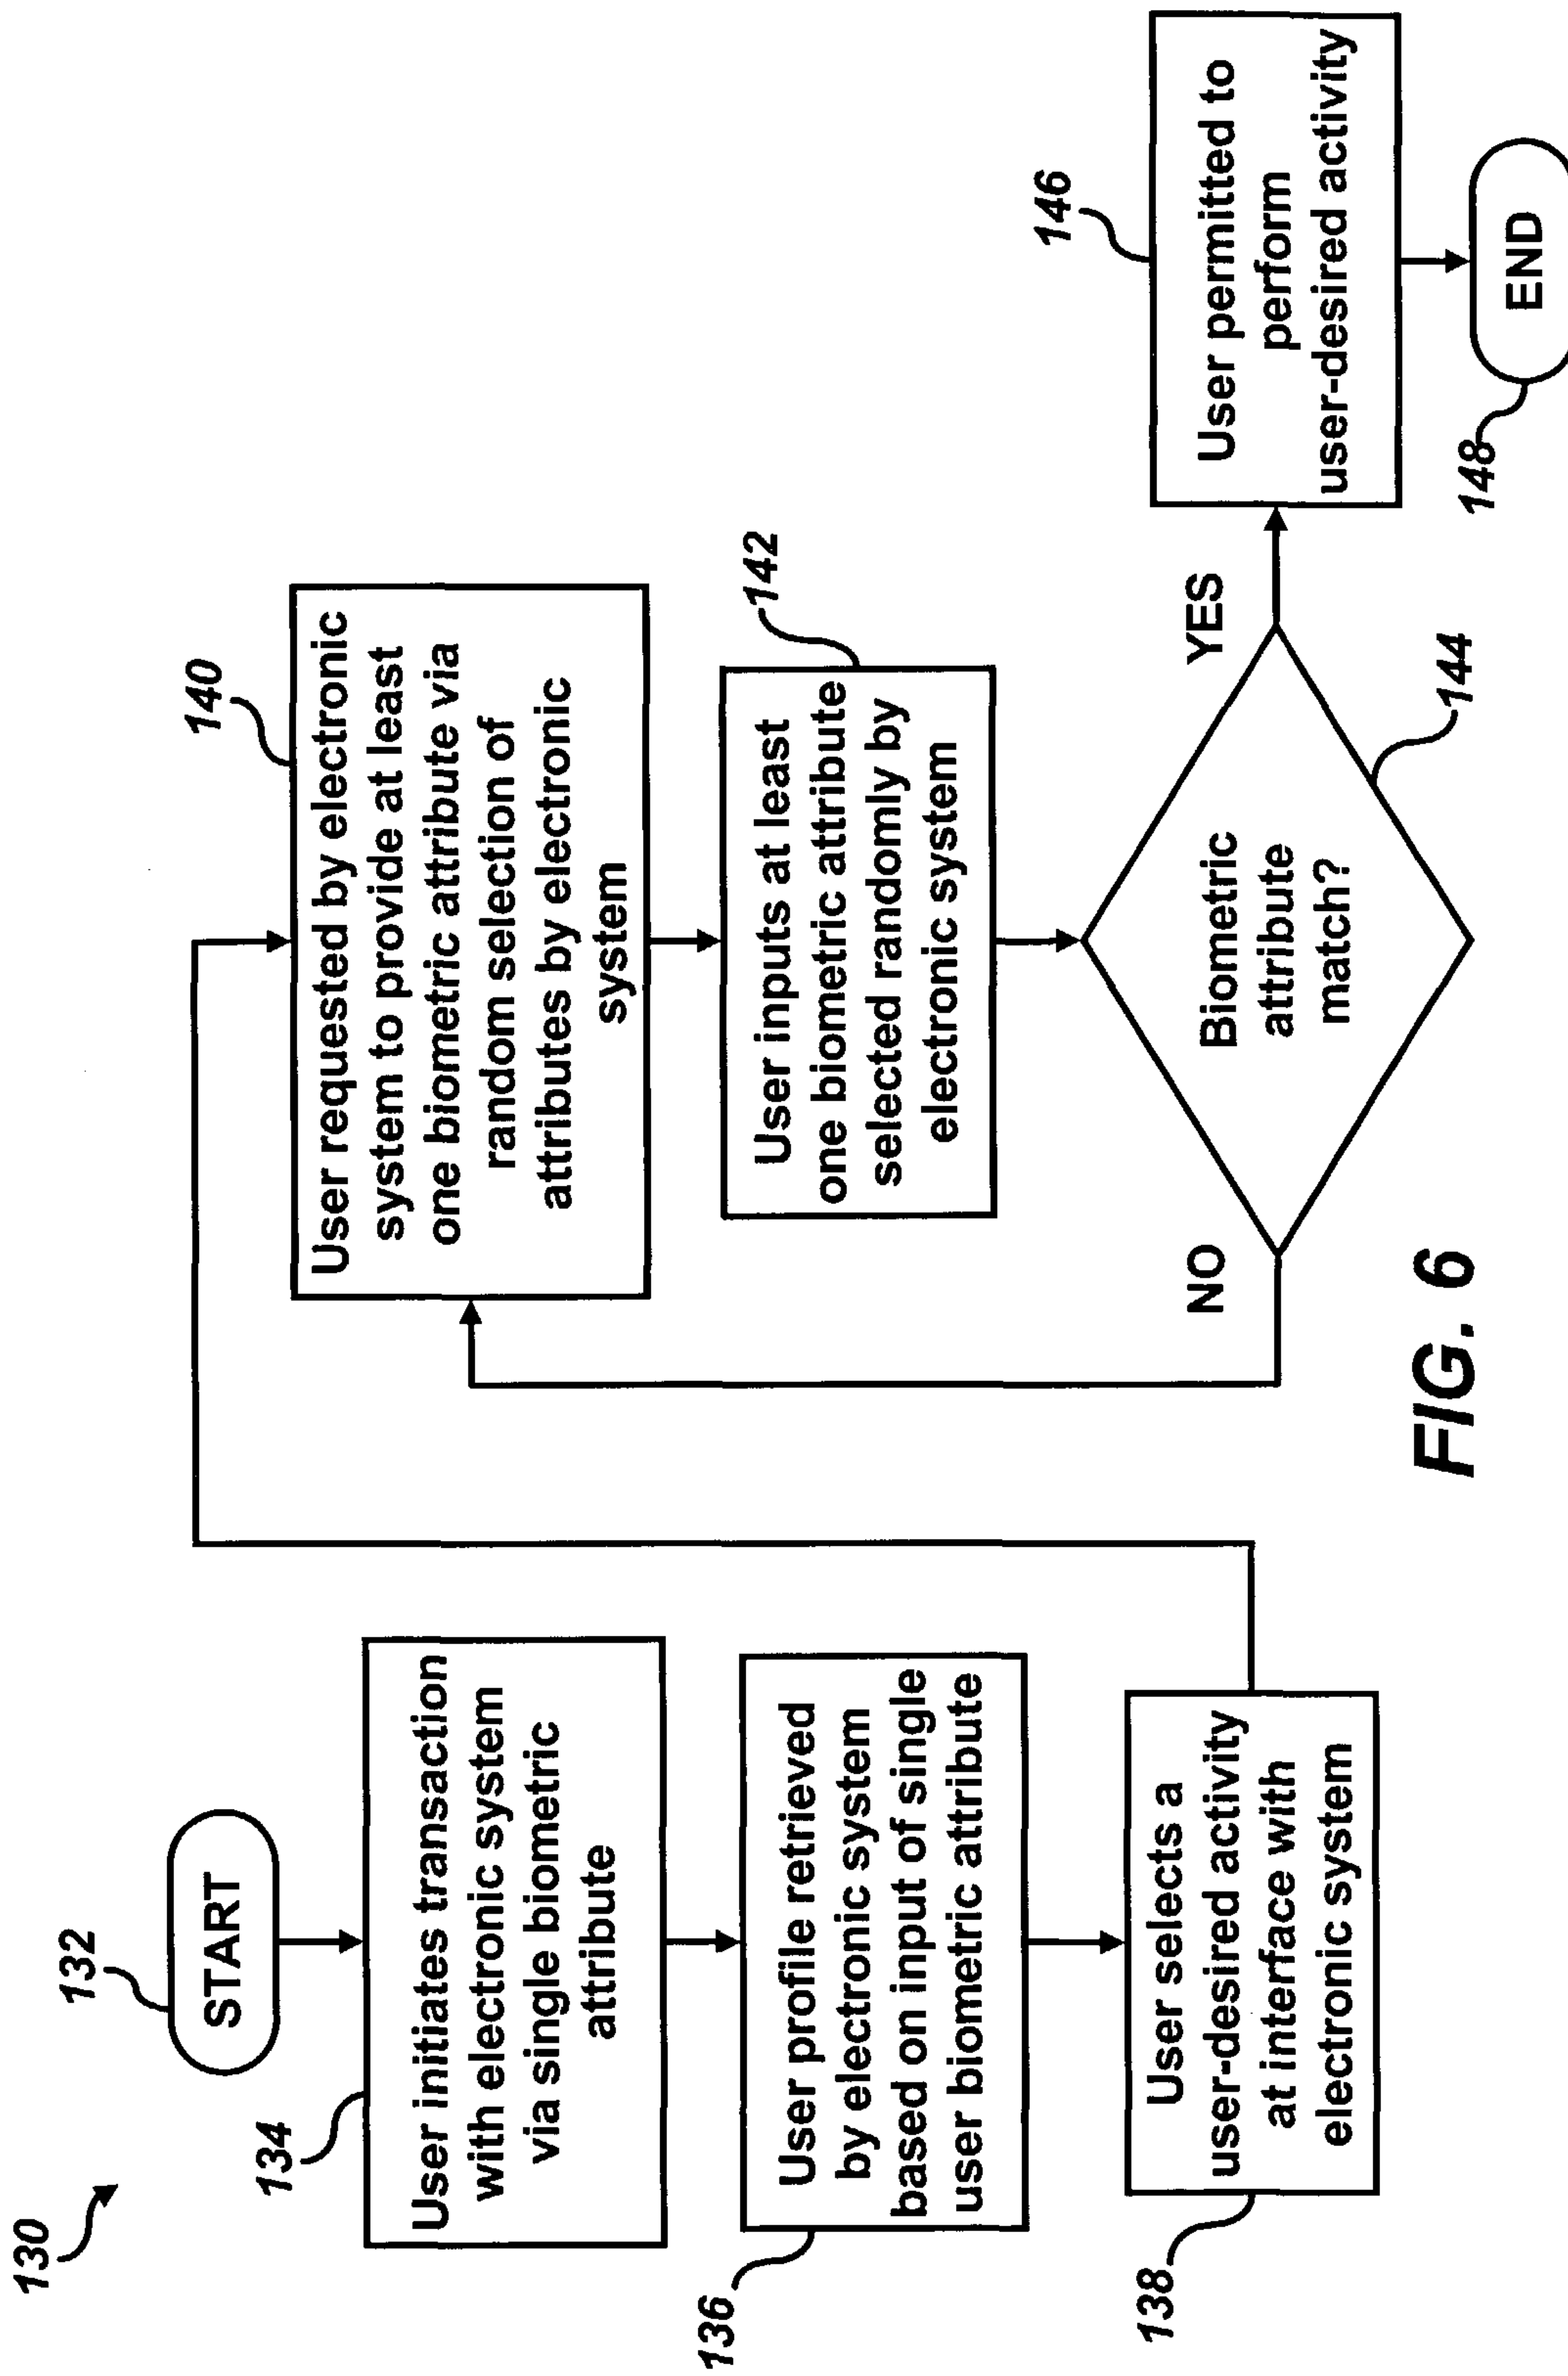 130
132
START
134
User initiates transaction
with electronic system
via single biometric
attribute
136
User profile retrieved
by electronic system
based on input of single
user biometric attribute
138
User selects a
user-desired activity
at interface with
electronic system
140
User requested by electronic
system to provide at least
one biometric attribute via
random selection of
attributes by electronic
system
142
User inputs at least
one biometric attribute
selected randomly by
electronic system
144
Biometric
attribute
match?
NO
YES
146
User permitted to
perform
user-desired activity
148
END
FIG. 6